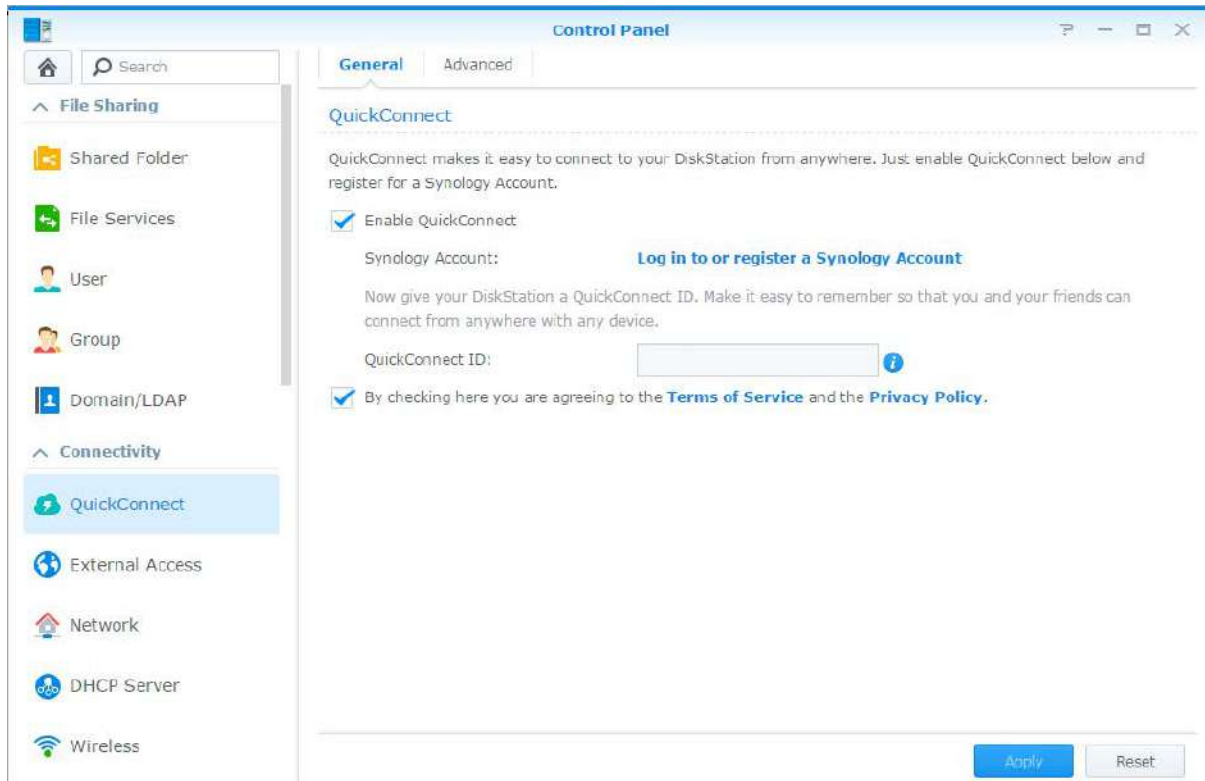 Control Panel
Search
General
Advanced
File Sharing
Shared Folder
File Services
User
Group
Domain/LDAP
Connectivity
QuickConnect
External Access
Network
DHCP Server
Wireless
QuickConnect
QuickConnect makes it easy to connect to your DiskStation from anywhere. Just enable QuickConnect below and
register for a Synology Account.
Enable QuickConnect
Synology Account: Log in to or register a Synology Account
Now give your DiskStation a QuickConnect ID. Make it easy to remember so that you and your friends can
connect from anywhere with any device.
QuickConnect ID:
By checking here you are agreeing to the Terms of Service and the Privacy Policy.
Apply
Reset